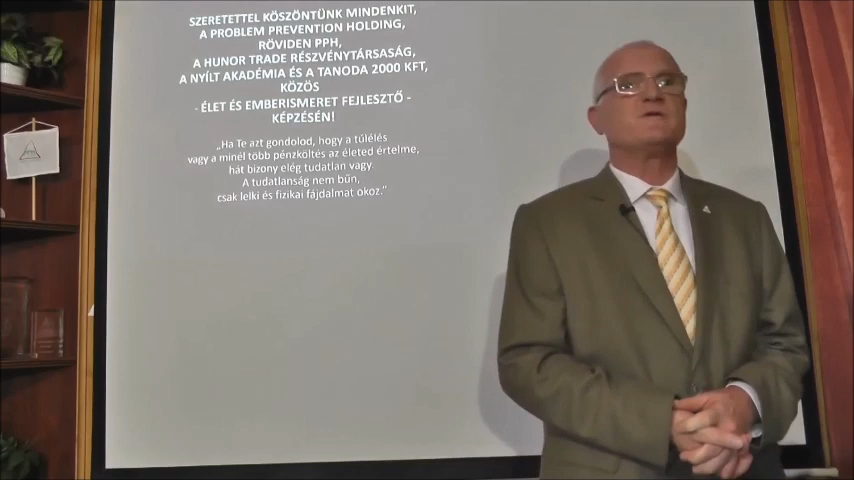 SZERETETTEL KÖSZÖNTÜNK MINDENKIT,
A PROBLEM PREVENTION HOLDING,
RÖVIDEN PPH,
A HUNOR TRADE RÉSZVÉNYTÁRSASÁG,
A NYÍLT AKADÉMIA ÉS A TANODA 2000 KFT,
KÖZÖS
- ÉLET ÉS EMBERISMERET FEJLESZTŐ -
KÉPZÉSÉN!
„Ha Te azt gondolod, hogy a túlélés
vagy a minél több pénzköltés az életed értelme,
hát bizony elég tudatlan vagy.
A tudatlanság nem bűn,
csak lelki és fizikai fájdalmat okoz.”